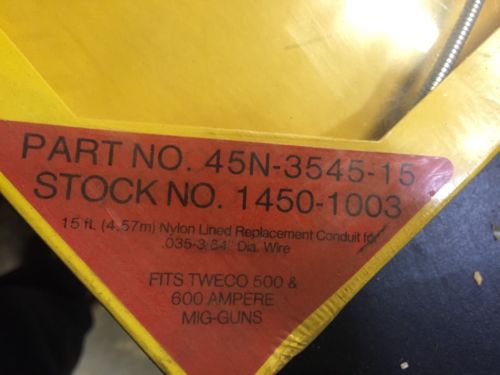 PART NO. 45N-3545-15
STOCK NO. 1450-1003
15 ft. (4.57m) Nylon Lined Replacement Conduit for
.035-3/64" Dia. Wire
FITS TWECO 500 &
600 AMPERE
MIG-GUNS